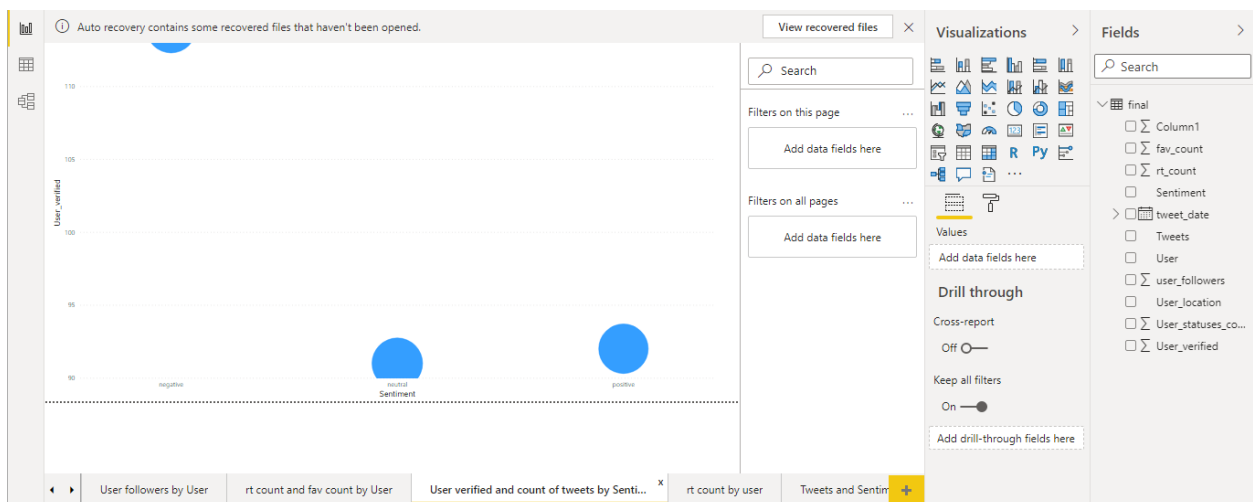 Auto recovery contains some recovered files that haven't been opened.
View recovered files
110
105
100
95
90
User_verified
negative
neutral
positive
Sentiment
Search
Filters on this page
...
Add data fields here
Filters on all pages
...
Add data fields here
Visualizations
123
R
Py
...
Values
Add data fields here
Drill through
Cross-report
Off
Keep all filters
On
Add drill-through fields here
Fields
Search
final
∑ Column1
∑ fav_count
∑ rt_count
Sentiment
tweet_date
Tweets
User
∑ user_followers
User_location
∑ User_statuses_co...
∑ User_verified
User followers by User
rt count and fav count by User
User verified and count of tweets by Senti...
x
rt count by user
Tweets and Sentim
+